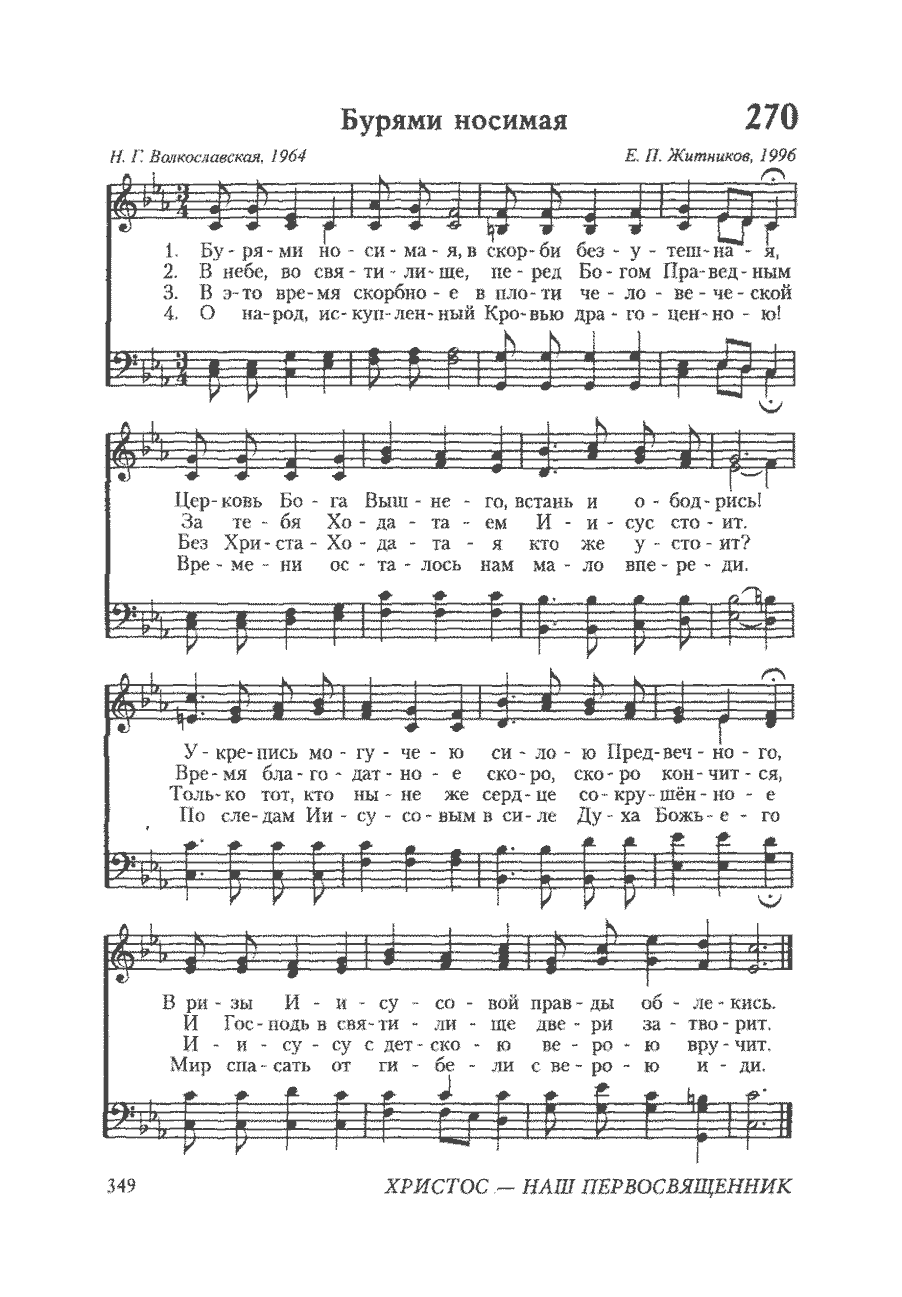 Бурями носимая 270
Н. Г. Волкославская, 1964 Е. П. Житников, 1996
1. Бу - ря - ми но - си - ма - я, в скор - би без - у - теш - на - я,
2. В небе, во свя - ти - ли - ще, пе - ред Бо - гом Пра - вед - ным
3. В э - то вре - мя скорбно - е в пло - ти че - ло - ве - че - ской
4. О на - род, ис - куп - лен - ный Кровью дра - го - цен - но - ю!
Цер - ковь Бо - га Выш - не - го, встань и о - бод - рись!
За те - бя Хо - да - та - ем И - и - сус сто - ит.
Без Хри - ста - Хо - да - та - я кто же у - сто - ит?
Вре - ме - ни ос - та - лось нам ма - ло впе - ре - ди.
У - кре - пись мо - гу - че - ю си - ло - ю Пред - веч - но - го,
Вре - мя бла - го - дат - но - е ско - ро, ско - ро кон - чит - ся,
Толь - ко тот, кто ны - не же серд - це со - кру - шён - но - е
По сле - дам Ии - су - со - вым в си - ле Ду - ха Божь - е - го
В ри - зы И - и - су - со - вой прав - ды об - ле - кись.
И Гос - подь в свя - ти - ли - ще две - ри за - тво - рит.
И - и - су - су с дет - ско - ю ве - ро - ю вру - чит.
Мир спа - сать от ги - бе - ли с ве - ро - ю и - ди.
349 ХРИСТОС — НАШ ПЕРВОСВЯЩЕННИК